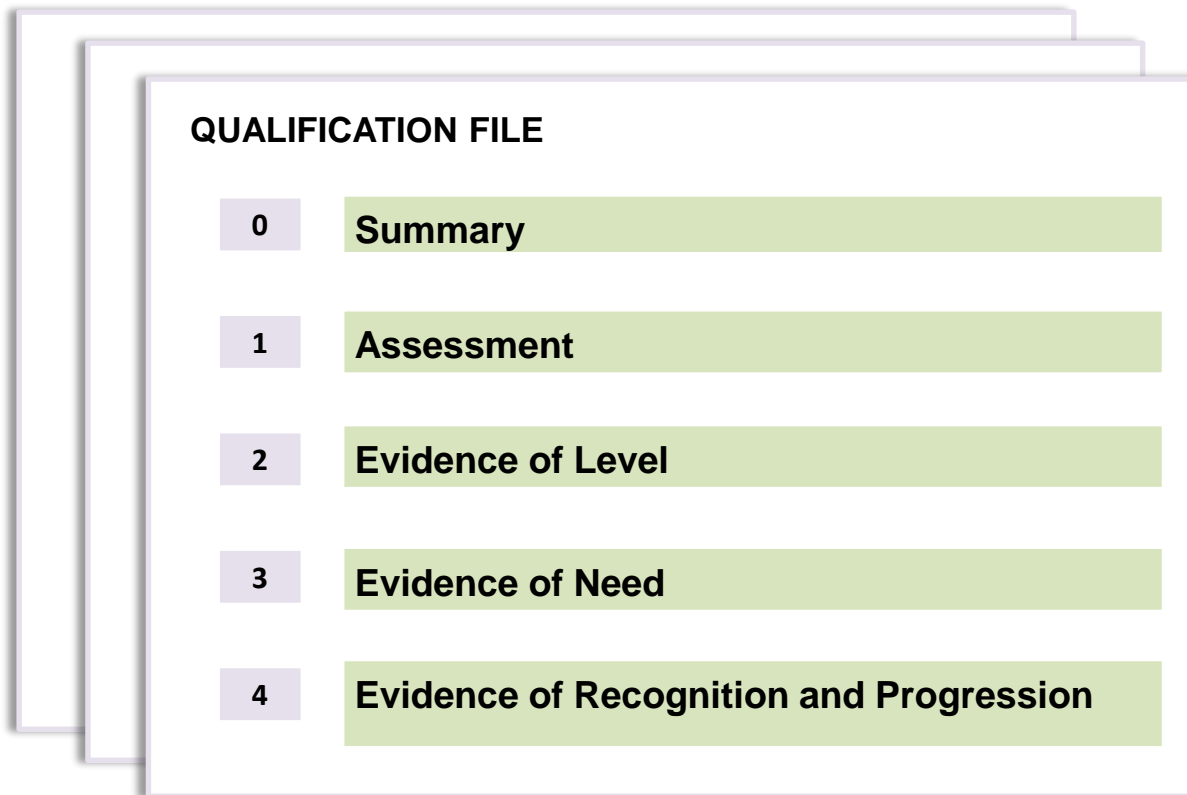 QUALIFICATION FILE
0 Summary
1 Assessment
2 Evidence of Level
3 Evidence of Need
4 Evidence of Recognition and Progression